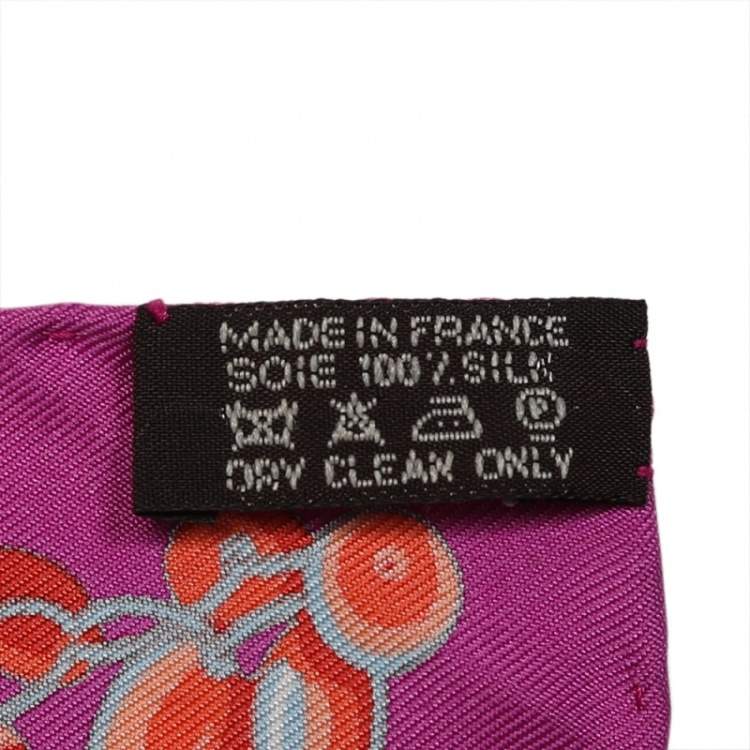 MADE IN FRANCE
SOIE 100% SILK
DRY CLEAN ONLY